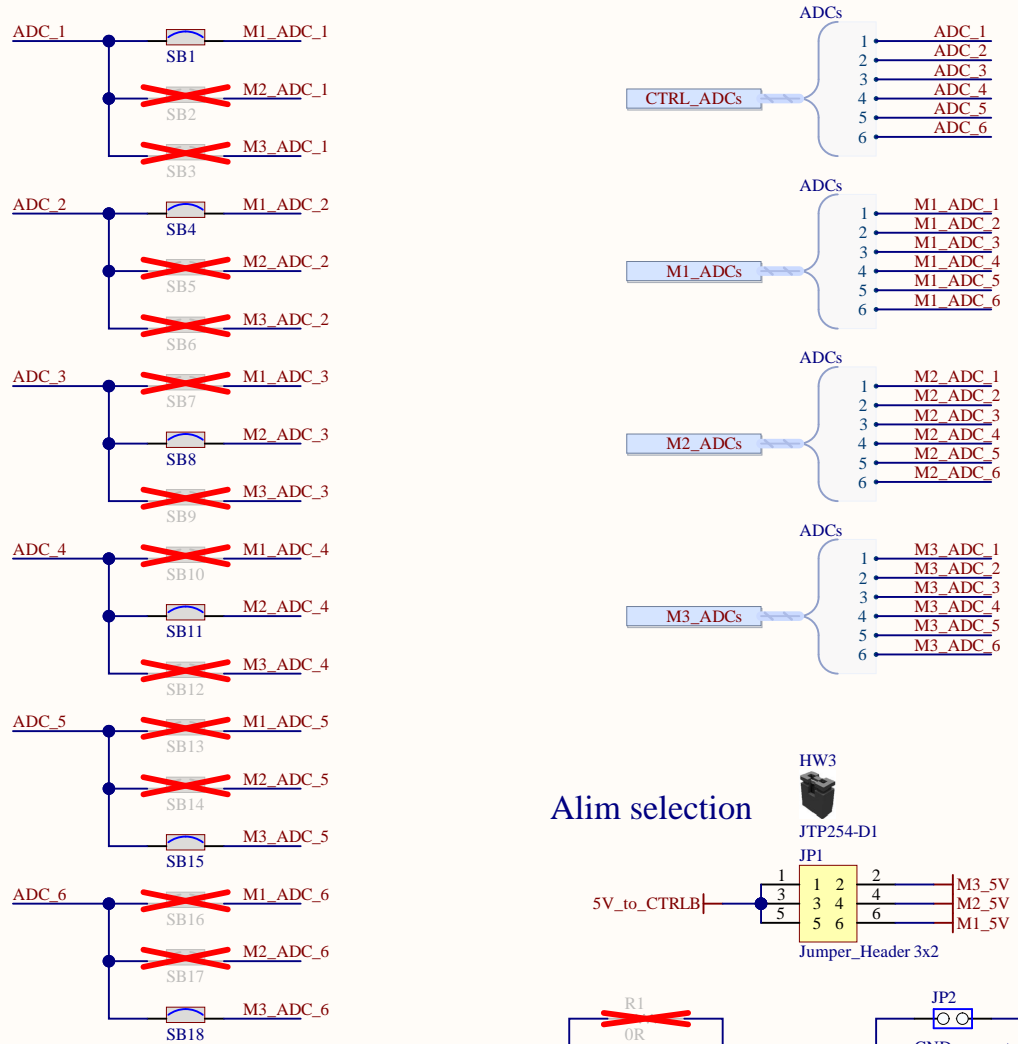 ADC_1
M1_ADC_1
SB1
M2_ADC_1
SB2
M3_ADC_1
SB3
ADC_2
M1_ADC_2
SB4
M2_ADC_2
SB5
M3_ADC_2
SB6
ADC_3
M1_ADC_3
SB7
M2_ADC_3
SB8
M3_ADC_3
SB9
ADC_4
M1_ADC_4
SB10
M2_ADC_4
SB11
M3_ADC_4
SB12
ADC_5
M1_ADC_5
SB13
M2_ADC_5
SB14
M3_ADC_5
SB15
ADC_6
M1_ADC_6
SB16
M2_ADC_6
SB17
M3_ADC_6
SB18
ADCs
CTRL_ADCs
1 ADC_1
2 ADC_2
3 ADC_3
4 ADC_4
5 ADC_5
6 ADC_6
ADCs
M1_ADCs
1 M1_ADC_1
2 M1_ADC_2
3 M1_ADC_3
4 M1_ADC_4
5 M1_ADC_5
6 M1_ADC_6
ADCs
M2_ADCs
1 M2_ADC_1
2 M2_ADC_2
3 M2_ADC_3
4 M2_ADC_4
5 M2_ADC_5
6 M2_ADC_6
ADCs
M3_ADCs
1 M3_ADC_1
2 M3_ADC_2
3 M3_ADC_3
4 M3_ADC_4
5 M3_ADC_5
6 M3_ADC_6
Alim selection
HW3
JTP254-D1
JP1
5V_to_CTRLB
1 1 2 2 M3_5V
3 3 4 4 M2_5V
5 5 6 6 M1_5V
Jumper_Header 3x2
R1
0R
JP2